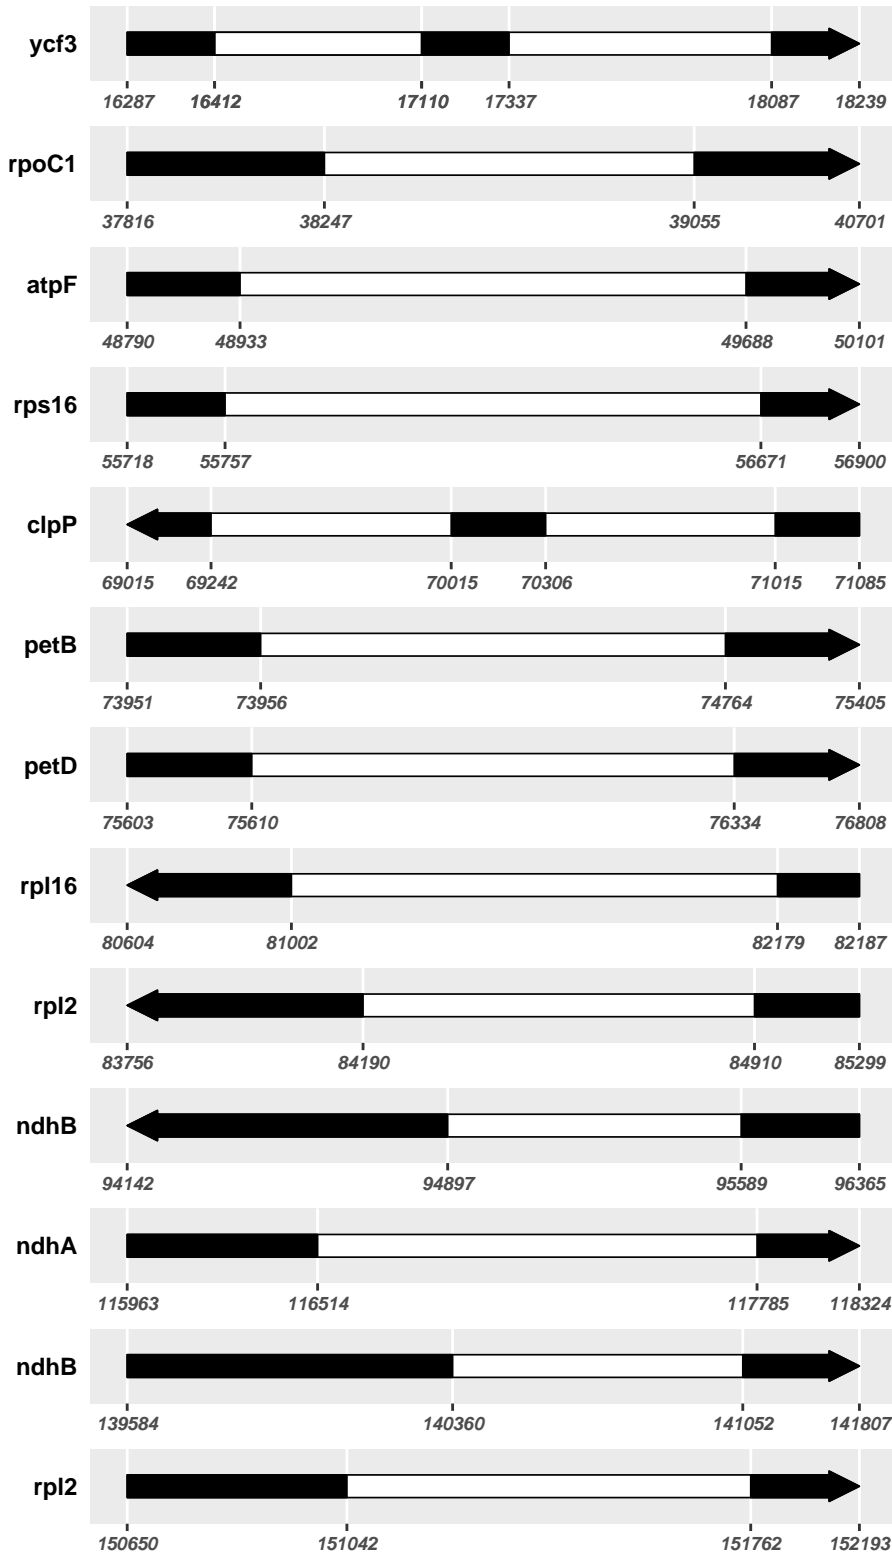 ycf3
16287 16412 17110 17337 18087 18239
rpoC1
37816 38247 39055 40701
atpF
48790 48933 49688 50101
rps16
55718 55757 56671 56900
clpP
69015 69242 70015 70306 71015 71085
petB
73951 73956 74764 75405
petD
75603 75610 76334 76808
rpl16
80604 81002 82179 82187
rpl2
83756 84190 84910 85299
ndhB
94142 94897 95589 96365
ndhA
115963 116514 117785 118324
ndhB
139584 140360 141052 141807
rpl2
150650 151042 151762 152193